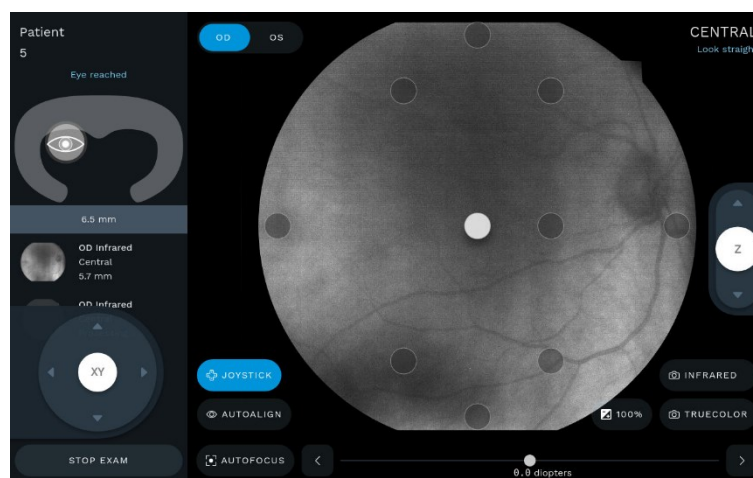 Patient
5
Eye reached
6.5 mm
OD Infrared
Central
5.7 mm
OD Infrared
XY
STOP EXAM
OD OS
CENTRAL
Look straigh
Z
JOYSTICK
AUTOALIGN
AUTOFOCUS
INFRARED
100%
TRUECOLOR
0.0 diopters